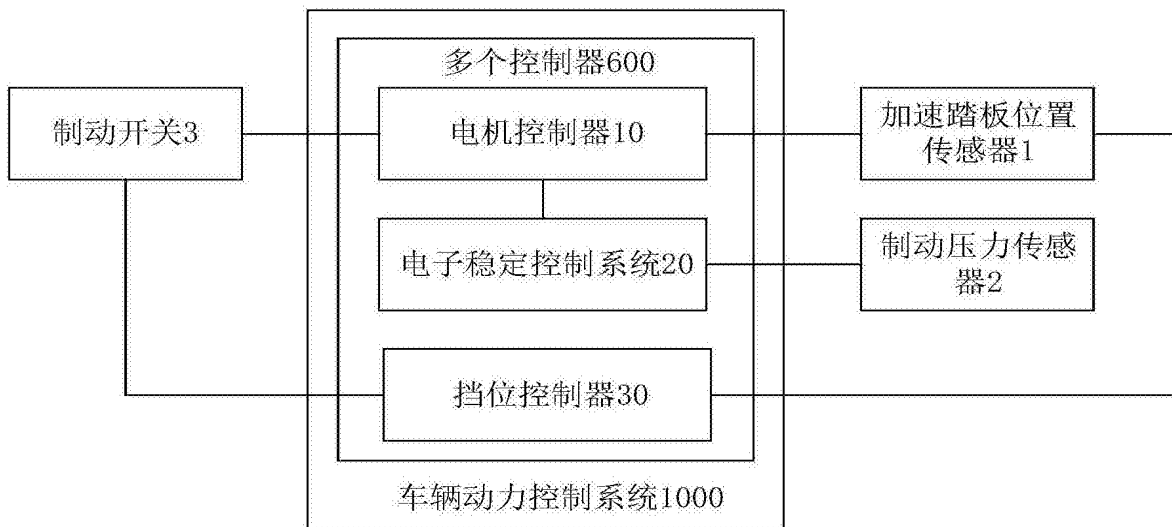 多个控制器600
制动开关3
电机控制器10
加速踏板位置
传感器1
电子稳定控制系统20
制动压力传感
器2
挡位控制器30
车辆动力控制系统1000